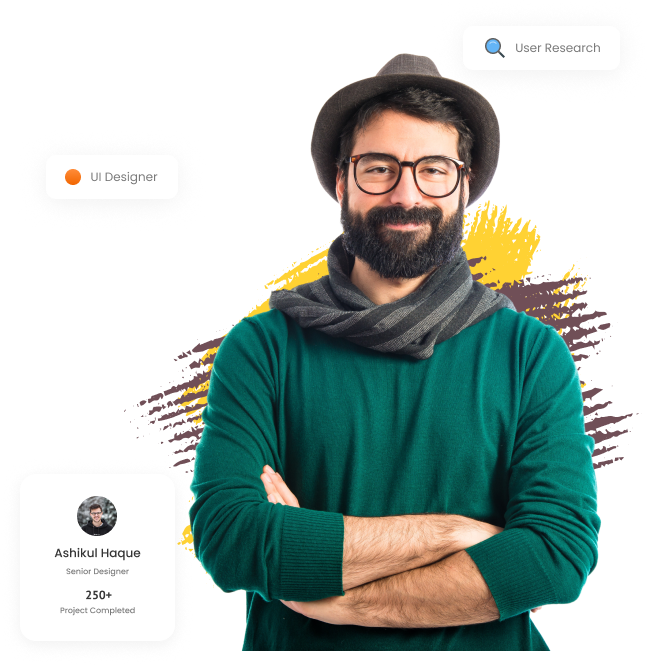 User Research
UI Designer
Ashikul Haque
Senior Designer
250+
Project Completed